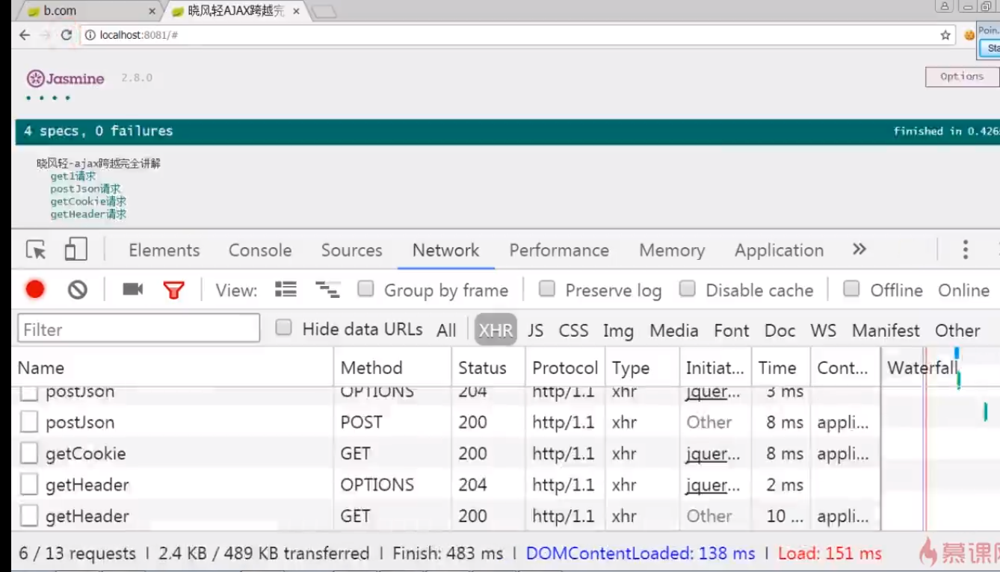 b.com × 晓风轻AJAX跨越完 ×
localhost:8081/#
Poin.
Sta
Jasmine 2.8.0
Options
4 specs, 0 failures finished in 0.426
晓风轻-ajax跨越完全讲解
get1请求
postJson请求
getCookie请求
getHeader请求
Elements Console Sources Network Performance Memory Application »
View: Group by frame Preserve log Disable cache Offline Online
Filter Hide data URLs All XHR JS CSS Img Media Font Doc WS Manifest Other
Name Method Status Protocol Type Initiat... Time Cont... Waterfall
postJson OPTIONS 204 http/1.1 xhr jquer... 3 ms
postJson POST 200 http/1.1 xhr Other 8 ms appli...
getCookie GET 200 http/1.1 xhr jquer... 8 ms appli...
getHeader OPTIONS 204 http/1.1 xhr jquer... 2 ms
getHeader GET 200 http/1.1 xhr Other 10 ... appli...
6 / 13 requests | 2.4 KB / 489 KB transferred | Finish: 483 ms | DOMContentLoaded: 138 ms | Load: 151 ms
慕课网